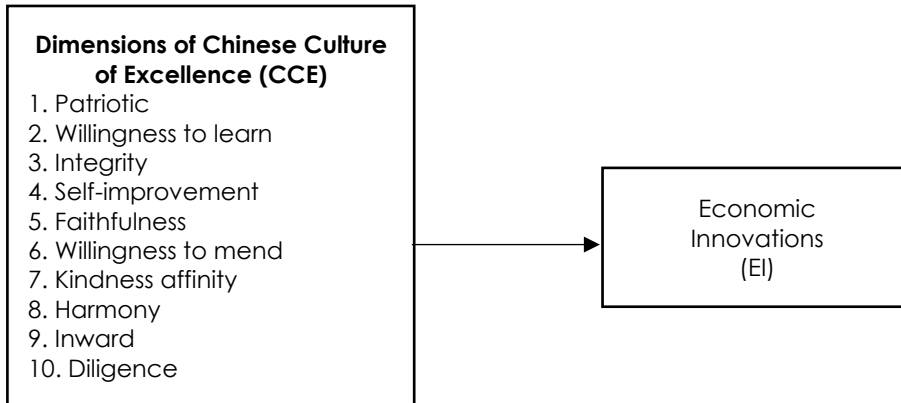 Dimensions of Chinese Culture
of Excellence (CCE)
1. Patriotic
2. Willingness to learn
3. Integrity
4. Self-improvement
5. Faithfulness
6. Willingness to mend
7. Kindness affinity
8. Harmony
9. Inward
10. Diligence
Economic
Innovations
(EI)